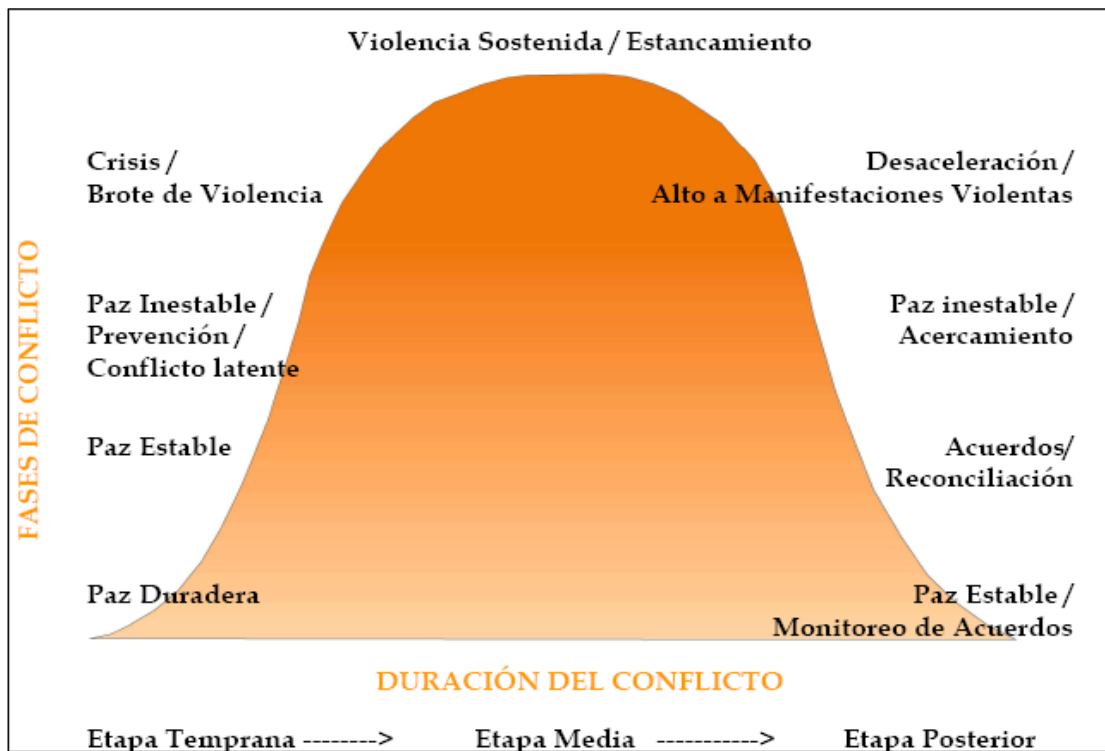 Violencia Sostenida / Estancamiento
Crisis /
Brote de Violencia
Desaceleración /
Alto a Manifestaciones Violentas
Paz Inestable /
Prevención /
Conflicto latente
Paz inestable /
Acercamiento
Paz Estable
Acuerdos/
Reconciliación
Paz Duradera
Paz Estable /
Monitoreo de Acuerdos
FASES DE CONFLICTO
DURACIÓN DEL CONFLICTO
Etapa Temprana --------> Etapa Media -----------> Etapa Posterior